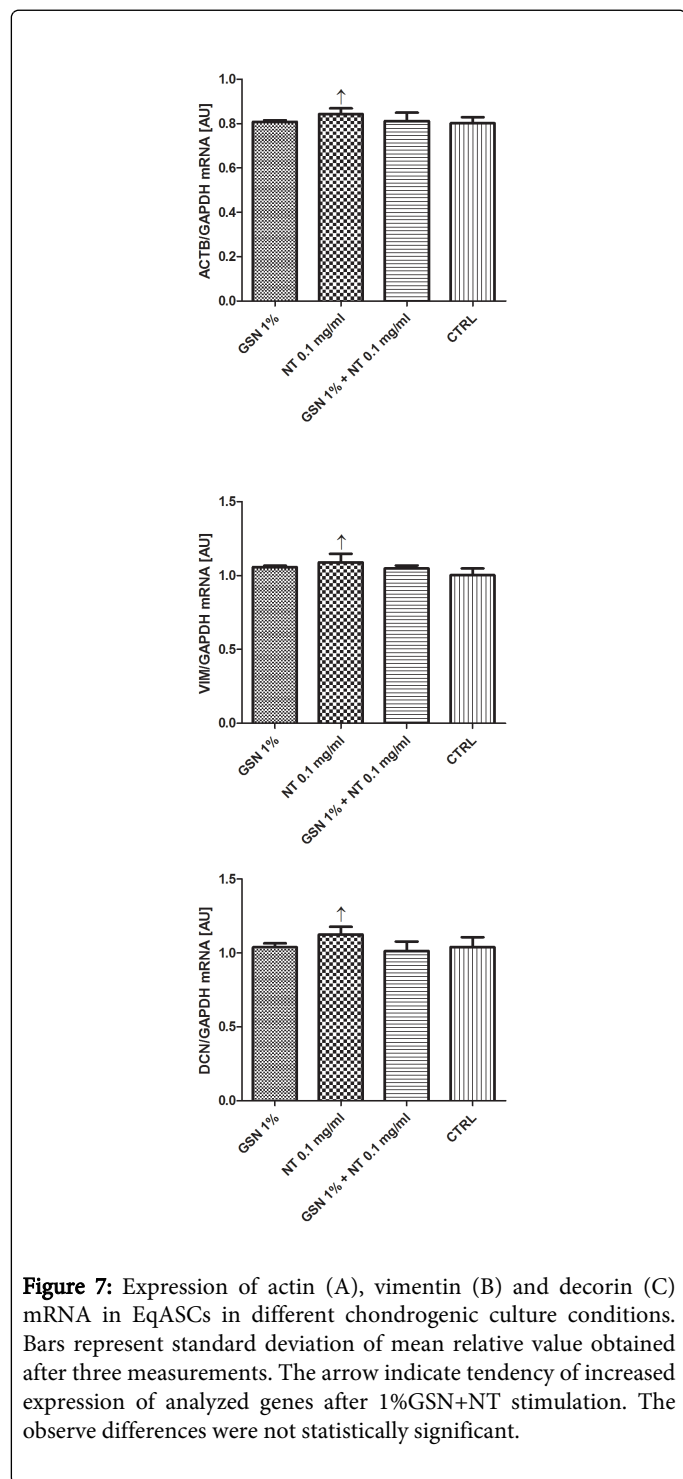 1.0
↑
0.8
0.6
0.4
0.2
0.0
ACTB/GAPDH mRNA [AU]
GSN 1%
NT 0.1 mg/ml
GSN 1% + NT 0.1 mg/ml
CTRL
1.5
↑
1.0
0.5
0.0
VIM/GAPDH mRNA [AU]
GSN 1%
NT 0.1 mg/ml
GSN 1% + NT 0.1 mg/ml
CTRL
1.5
↑
1.0
0.5
0.0
DCN/GAPDH mRNA [AU]
GSN 1%
NT 0.1 mg/ml
GSN 1% + NT 0.1 mg/ml
CTRL
Figure 7: Expression of actin (A), vimentin (B) and decorin (C)
mRNA in EqASCs in different chondrogenic culture conditions.
Bars represent standard deviation of mean relative value obtained
after three measurements. The arrow indicate tendency of increased
expression of analyzed genes after 1%GSN+NT stimulation. The
observe differences were not statistically significant.